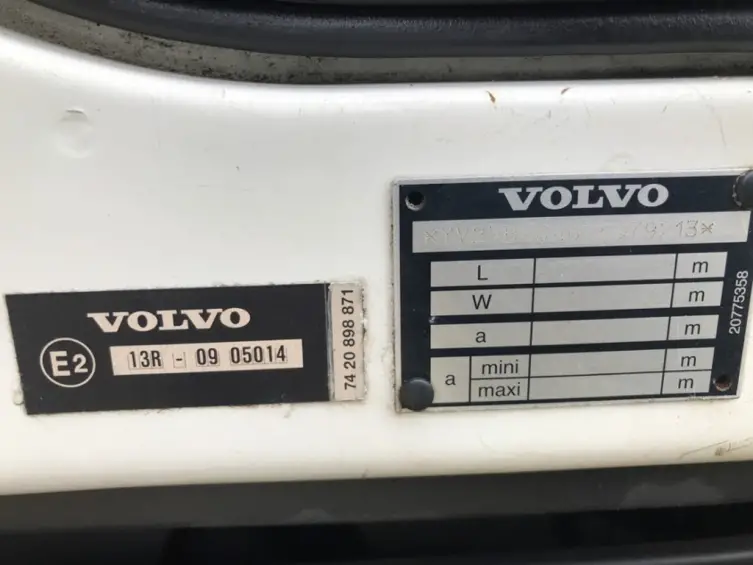 VOLVO
E2
13R - 09 05014
74 20 898 871
VOLVO
L m
W m
a m
a mini m
maxi m
20775358